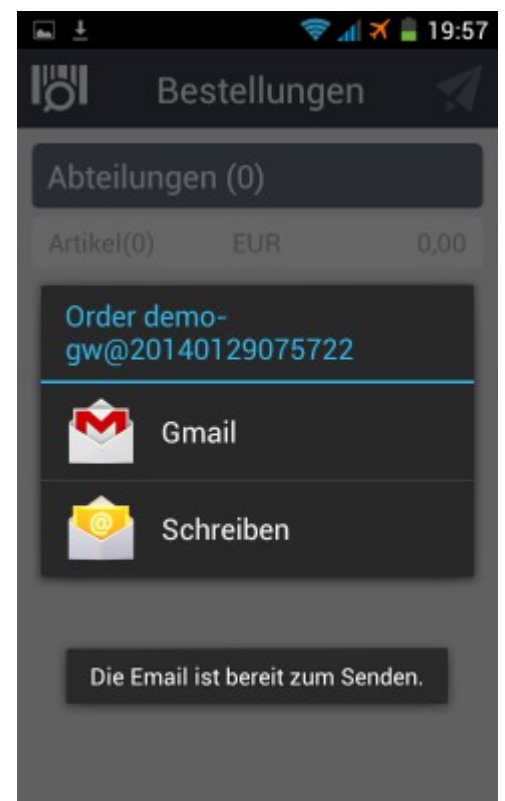 19:57
Bestellungen
Abteilungen (0)
Artikel(0) EUR 0,00
Order demo-
gw@20140129075722
Gmail
@
Schreiben
Die Email ist bereit zum Senden.